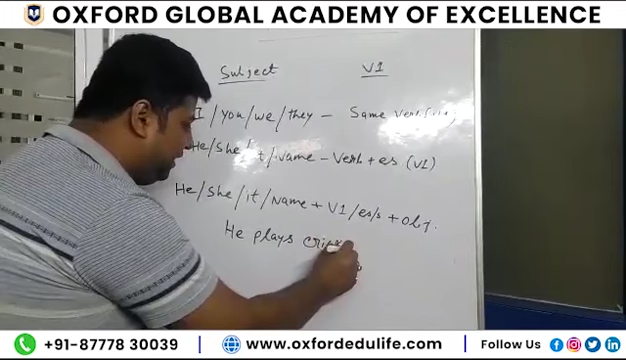 OXFORD GLOBAL ACADEMY OF EXCELLENCE
Subject V1
I/you/we/they - Same Verb
He/She/it/Name - Verb + es (V1)
He/She/it/Name + V1/es/s + Obj.
He plays
+91-87778 30039 www.oxfordedulife.com Follow Us